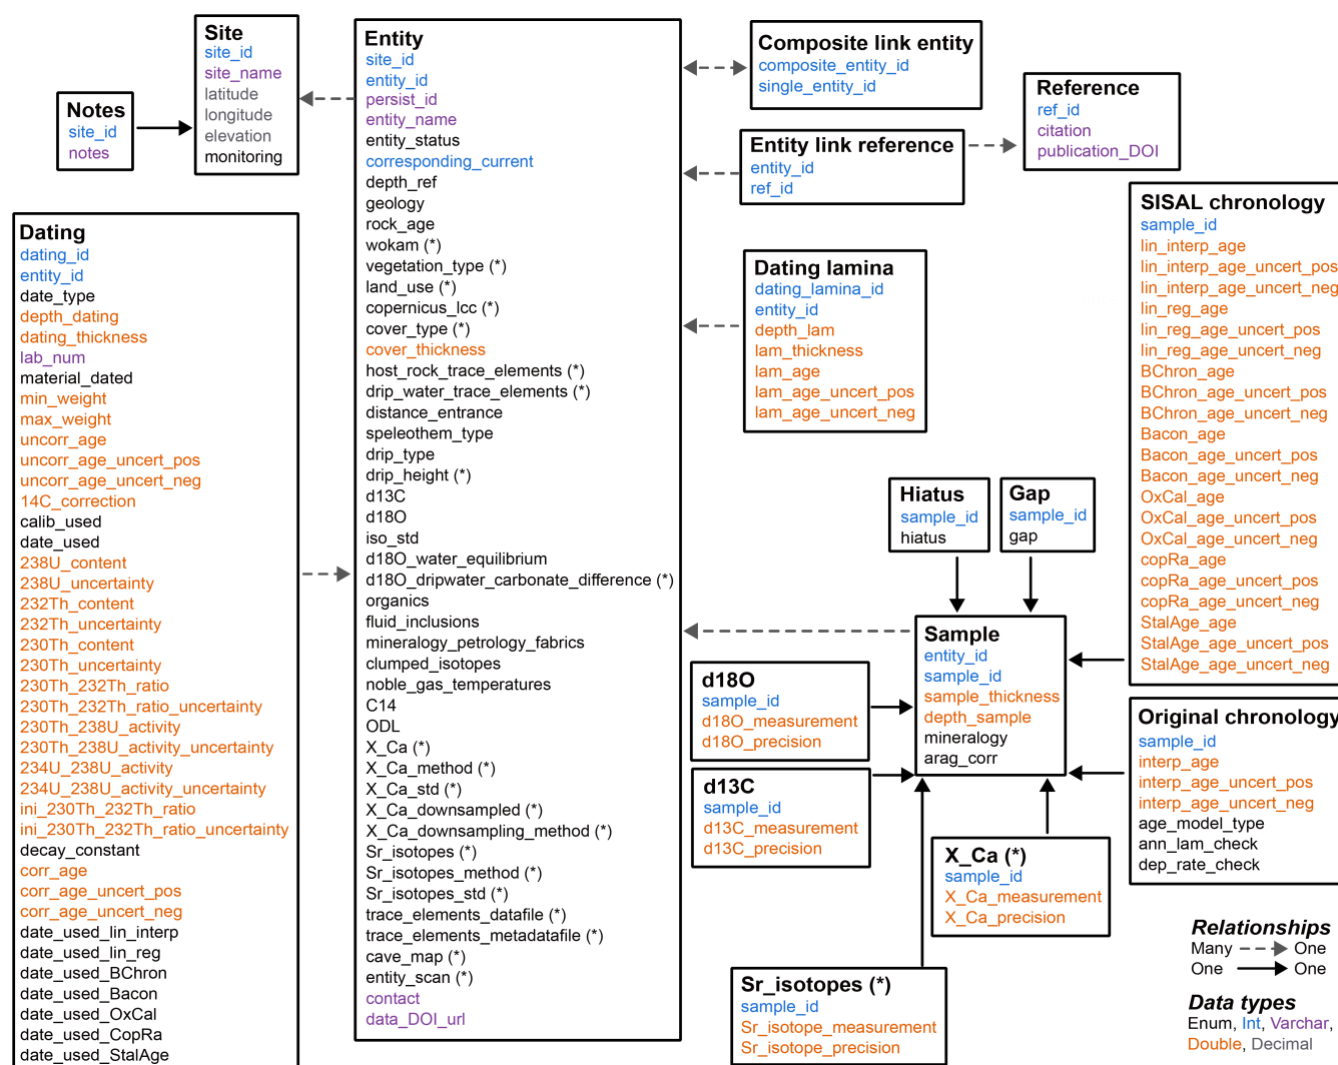 Notes
site_id
notes
Site
site_id
site_name
latitude
longitude
elevation
monitoring
Dating
dating_id
entity_id
date_type
depth_dating
dating_thickness
lab_num
material_dated
min_weight
max_weight
uncorr_age
uncorr_age_uncert_pos
uncorr_age_uncert_neg
14C_correction
calib_used
date_used
238U_content
238U_uncertainty
232Th_content
232Th_uncertainty
230Th_content
230Th_uncertainty
230Th_232Th_ratio
230Th_232Th_ratio_uncertainty
230Th_238U_activity
230Th_238U_activity_uncertainty
234U_238U_activity
234U_238U_activity_uncertainty
ini_230Th_232Th_ratio
ini_230Th_232Th_ratio_uncertainty
decay_constant
corr_age
corr_age_uncert_pos
corr_age_uncert_neg
date_used_lin_interp
date_used_lin_reg
date_used_BChron
date_used_Bacon
date_used_OxCal
date_used_CopRa
date_used_StalAge
Entity
site_id
entity_id
persist_id
entity_name
entity_status
corresponding_current
depth_ref
geology
rock_age
wokam (*)
vegetation_type (*)
land_use (*)
copernicus_lcc (*)
cover_type (*)
cover_thickness
host_rock_trace_elements (*)
drip_water_trace_elements (*)
distance_entrance
speleothem_type
drip_type
drip_height (*)
d13C
d18O
iso_std
d18O_water_equilibrium
d18O_dripwater_carbonate_difference (*)
organics
fluid_inclusions
mineralogy_petrology_fabrics
clumped_isotopes
noble_gas_temperatures
C14
ODL
X_Ca (*)
X_Ca_method (*)
X_Ca_std (*)
X_Ca_downsampled (*)
X_Ca_downsampling_method (*)
Sr_isotopes (*)
Sr_isotopes_method (*)
Sr_isotopes_std (*)
trace_elements_datafile (*)
trace_elements_metadatafile (*)
cave_map (*)
entity_scan (*)
contact
data_DOI_url
Composite link entity
composite_entity_id
single_entity_id
Entity link reference
entity_id
ref_id
Reference
ref_id
citation
publication_DOI
Dating lamina
dating_lamina_id
entity_id
depth_lam
lam_thickness
lam_age
lam_age_uncert_pos
lam_age_uncert_neg
Hiatus
sample_id
hiatus
Gap
sample_id
gap
Sample
entity_id
sample_id
sample_thickness
depth_sample
mineralogy
arag_corr
d18O
sample_id
d18O_measurement
d18O_precision
d13C
sample_id
d13C_measurement
d13C_precision
X_Ca (*)
sample_id
X_Ca_measurement
X_Ca_precision
Sr_isotopes (*)
sample_id
Sr_isotope_measurement
Sr_isotope_precision
SISAL chronology
sample_id
lin_interp_age
lin_interp_age_uncert_pos
lin_interp_age_uncert_neg
lin_reg_age
lin_reg_age_uncert_pos
lin_reg_age_uncert_neg
BChron_age
BChron_age_uncert_pos
BChron_age_uncert_neg
Bacon_age
Bacon_age_uncert_pos
Bacon_age_uncert_neg
OxCal_age
OxCal_age_uncert_pos
OxCal_age_uncert_neg
copRa_age
copRa_age_uncert_pos
copRa_age_uncert_neg
StalAge_age
StalAge_age_uncert_pos
StalAge_age_uncert_neg
Original chronology
sample_id
interp_age
interp_age_uncert_pos
interp_age_uncert_neg
age_model_type
ann_lam_check
dep_rate_check
Relationships
Many One
One One
Data types
Enum, Int, Varchar,
Double, Decimal